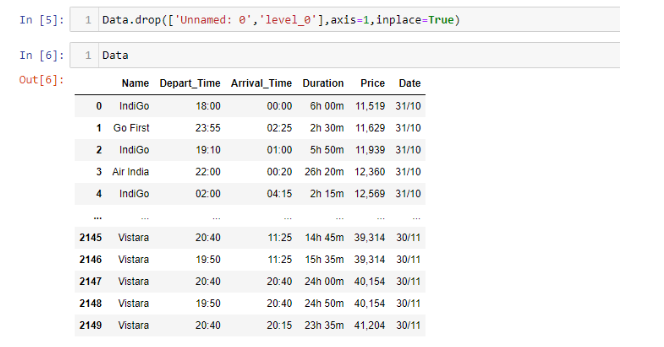 In [5]: 1 Data.drop(['Unnamed: 0','level_0'],axis=1,inplace=True)
In [6]: 1 Data
Out[6]:
Name Depart_Time Arrival_Time Duration Price Date
0 IndiGo 18:00 00:00 6h 00m 11,519 31/10
1 Go First 23:55 02:25 2h 30m 11,629 31/10
2 IndiGo 19:10 01:00 5h 50m 11,939 31/10
3 Air India 22:00 00:20 26h 20m 12,360 31/10
4 IndiGo 02:00 04:15 2h 15m 12,569 31/10
... ... ... ... ... ... ...
2145 Vistara 20:40 11:25 14h 45m 39,314 30/11
2146 Vistara 19:50 11:25 15h 35m 39,314 30/11
2147 Vistara 20:40 20:40 24h 00m 40,154 30/11
2148 Vistara 19:50 20:40 24h 50m 40,154 30/11
2149 Vistara 20:40 20:15 23h 35m 41,204 30/11